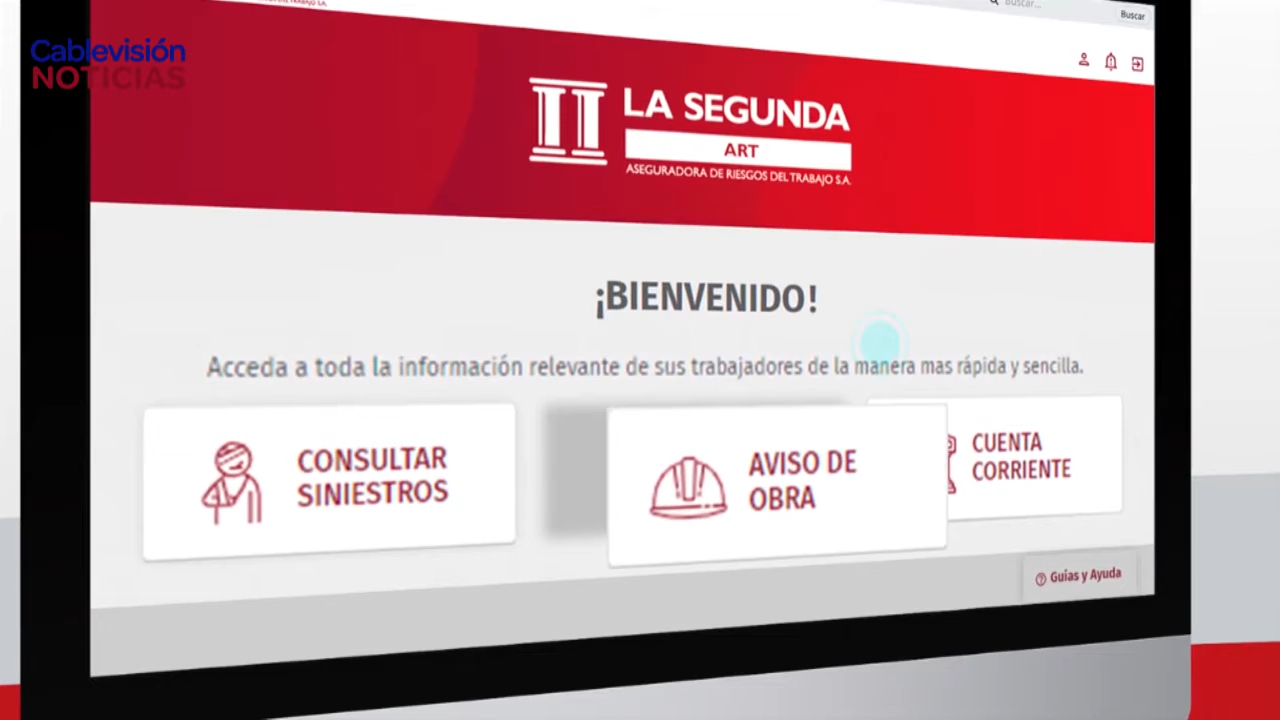 Cablevisión
NOTICIAS
Buscar...
Buscar
LA SEGUNDA
ART
ASEGURADORA DE RIESGOS DEL TRABAJO S.A.
¡BIENVENIDO!
Acceda a toda la información relevante de sus trabajadores de la manera mas rápida y sencilla.
CONSULTAR
SINIESTROS
AVISO DE
OBRA
CUENTA
CORRIENTE
Guías y Ayuda